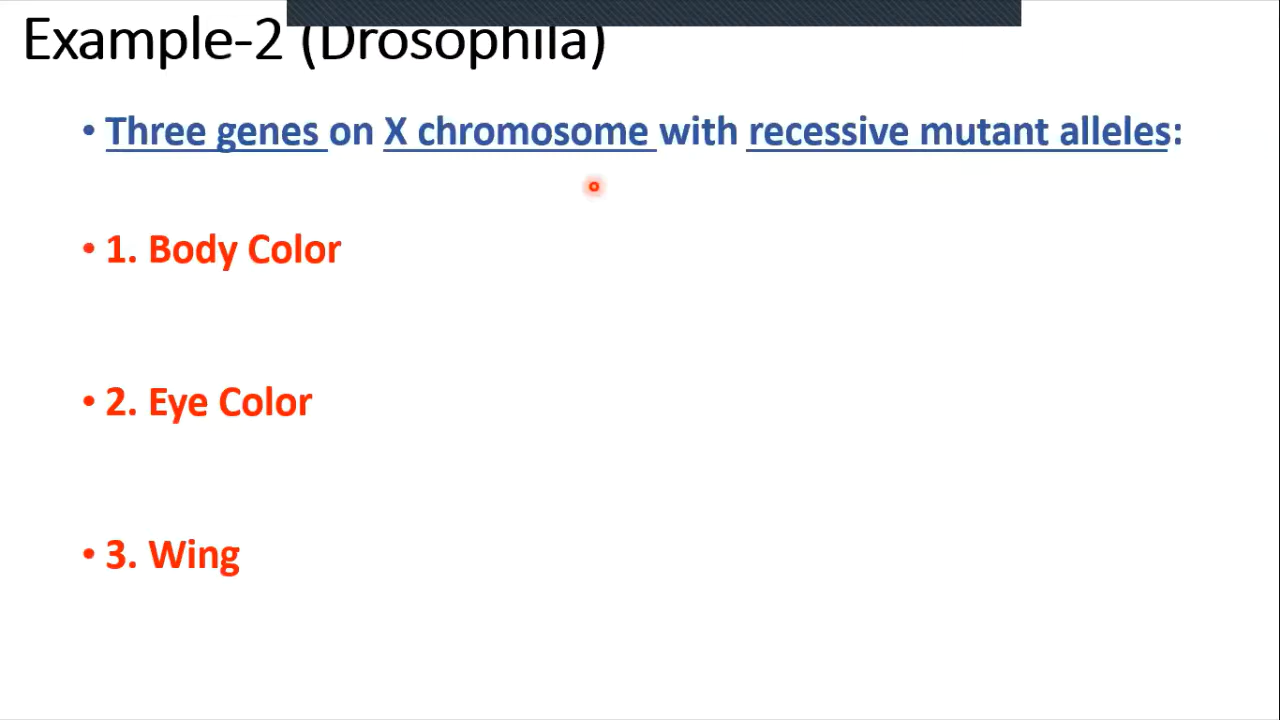 Example-2 (Drosophila)
• Three genes on X chromosome with recessive mutant alleles:
• 1. Body Color
• 2. Eye Color
• 3. Wing